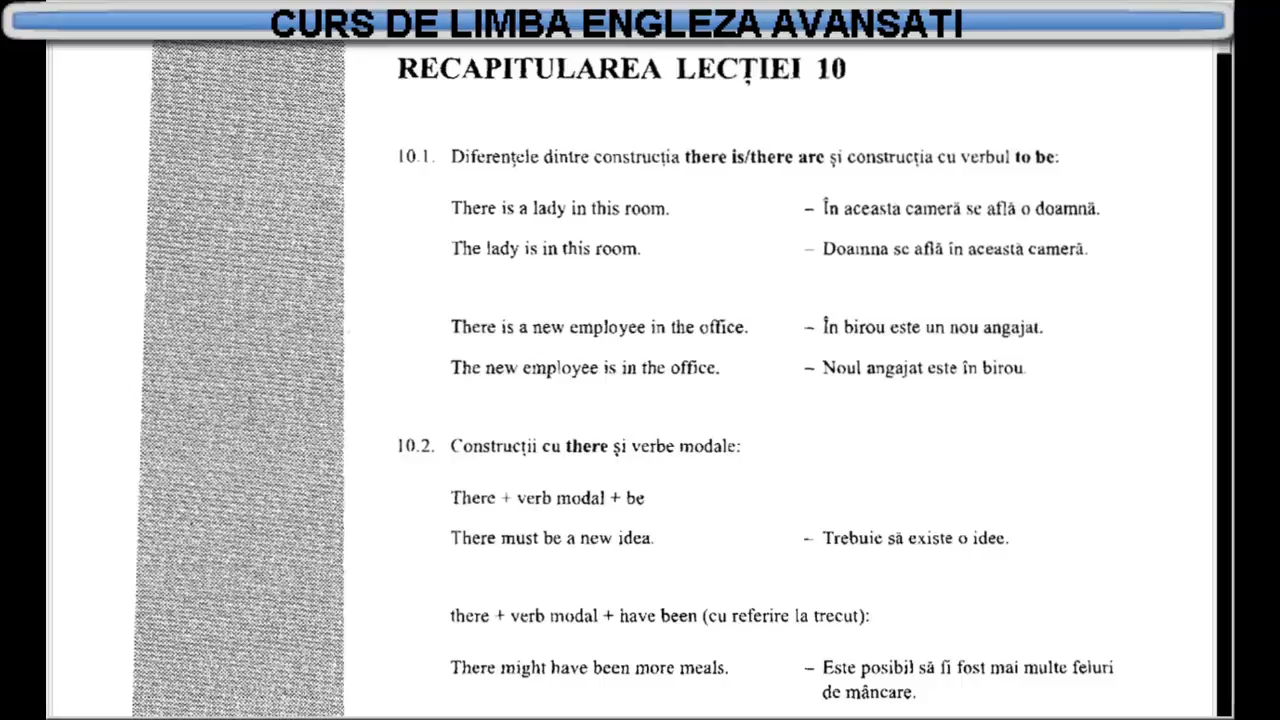 CURS DE LIMBA ENGLEZA AVANSATI
RECAPITULAREA LECȚIEI 10
10.1. Diferențele dintre construcția there is/there are și construcția cu verbul to be:
There is a lady in this room. – În aceasta cameră se află o doamnă.
The lady is in this room. – Doamna se află în această cameră.
There is a new employee in the office. – În birou este un nou angajat.
The new employee is in the office. – Noul angajat este în birou.
10.2. Construcții cu there și verbe modale:
There + verb modal + be
There must be a new idea. – Trebuie să existe o idee.
there + verb modal + have been (cu referire la trecut):
There might have been more meals. – Este posibil să fi fost mai multe feluri
de mâncare.